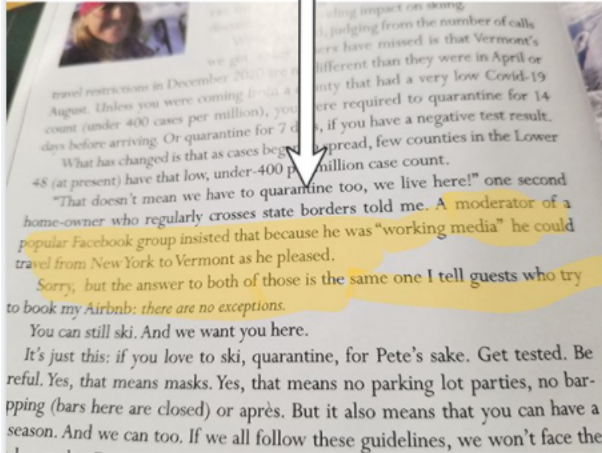 impact on skiing.
judging from the number of calls
have missed is that Vermont's
we get
different than they were in April or
travel restrictions in December
August. Unless you were coming from a county that had a very low Covid-19
count (under 400 cases per million), you were required to quarantine for 14
days before arriving. Or quarantine for 7 days, if you have a negative test result.
What has changed is that as cases began spread, few counties in the Lower
48 (at present) have that low, under-400 million case count.
"That doesn't mean we have to quarantine too, we live here!" one second
home-owner who regularly crosses state borders told me. A moderator of a
popular Facebook group insisted that because he was "working media" he could
travel from New York to Vermont as he pleased.
Sorry, but the answer to both of those is the same one I tell guests who try
to book my Airbnb: there are no exceptions.
You can still ski. And we want you here.
It's just this: if you love to ski, quarantine, for Pete's sake. Get tested. Be
reful. Yes, that means masks. Yes, that means no parking lot parties, no bar-
pping (bars here are closed) or après. But it also means that you can have a
season. And we can too. If we all follow these guidelines, we won't face the